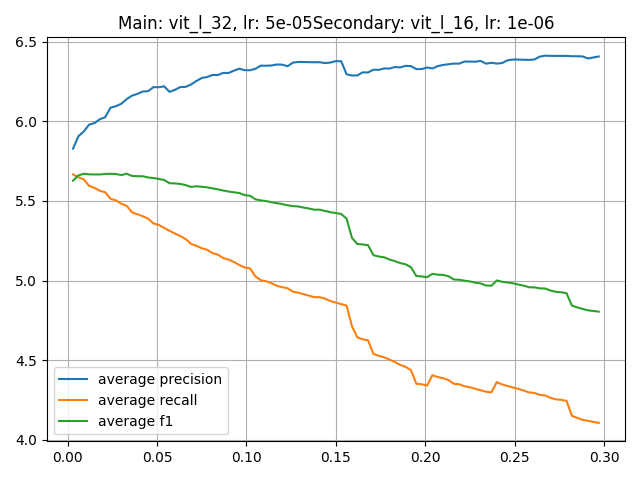 Main: vit_l_32, lr: 5e-05Secondary: vit_l_16, lr: 1e-06
6.5
6.0
5.5
5.0
4.5
4.0
average precision
average recall
average f1
0.00 0.05 0.10 0.15 0.20 0.25 0.30